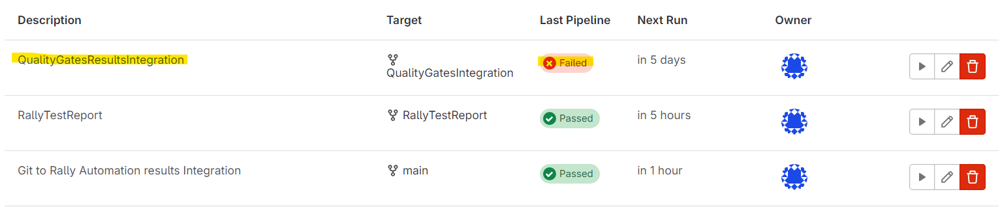 Description Target Last Pipeline Next Run Owner
QualityGatesResultsIntegration QualityGatesIntegration Failed in 5 days
RallyTestReport RallyTestReport Passed in 5 hours
Git to Rally Automation results Integration main Passed in 1 hour